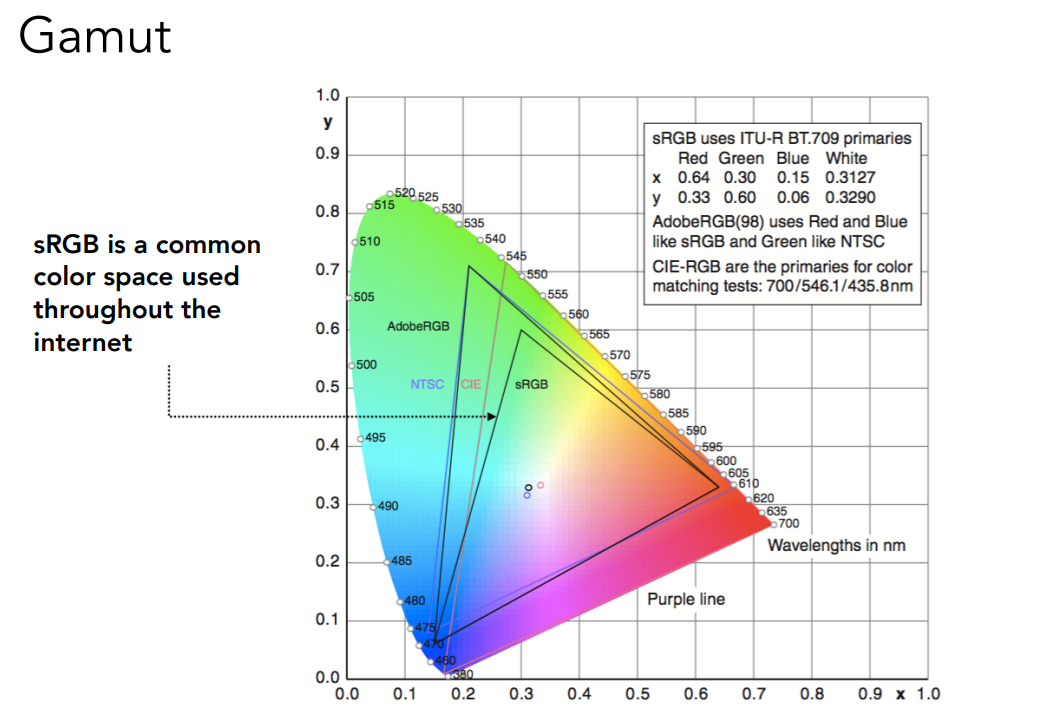 Gamut
sRGB is a common
color space used
throughout the
internet
1.0
y
0.9
0.8
0.7
0.6
0.5
0.4
0.3
0.2
0.1
0.0
0.0 0.1 0.2 0.3 0.4 0.5 0.6 0.7 0.8 0.9 x 1.0
sRGB uses ITU-R BT.709 primaries
Red Green Blue White
x 0.64 0.30 0.15 0.3127
y 0.33 0.60 0.06 0.3290
AdobeRGB(98) uses Red and Blue
like sRGB and Green like NTSC
CIE-RGB are the primaries for color
matching tests: 700/546.1/435.8nm
520
525
515
530
535
510
540
545
550
505
555
560
565
500
570
575
580
585
590
495
595
600
605
610
490
620
635
700
485
480
475
470
460
380
AdobeRGB
NTSC
CIE
sRGB
Wavelengths in nm
Purple line